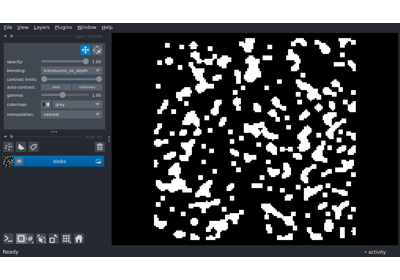 File View Layers Plugins Window Help
opacity: 1.00
blending: translucent_no_depth
contrast limits:
auto-contrast: once continuous
gamma: 1.00
colormap: gray
interpolation: nearest
blobs
Ready activity